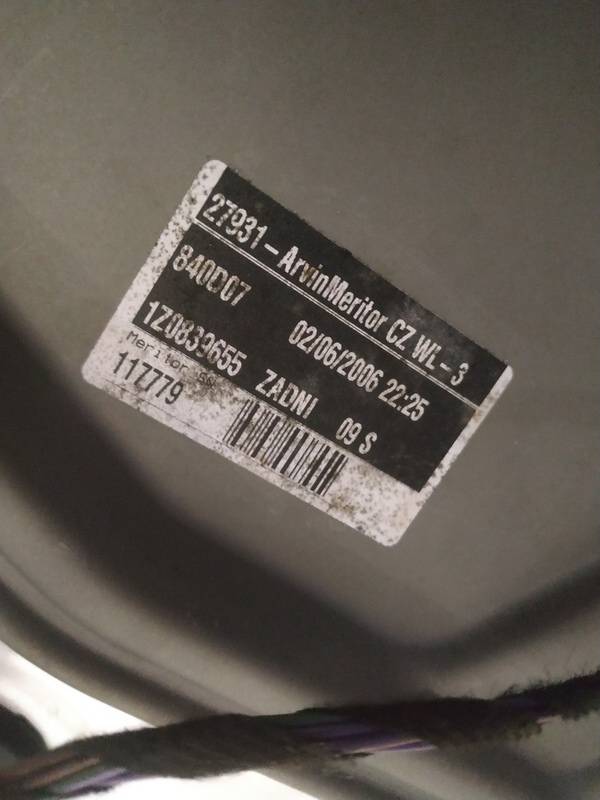 27931 - ArvinMeritor CZ WL - 3
840D07 02/06/2006 22:25
1Z0839655 ZADNI 09 S
Meritor
117779